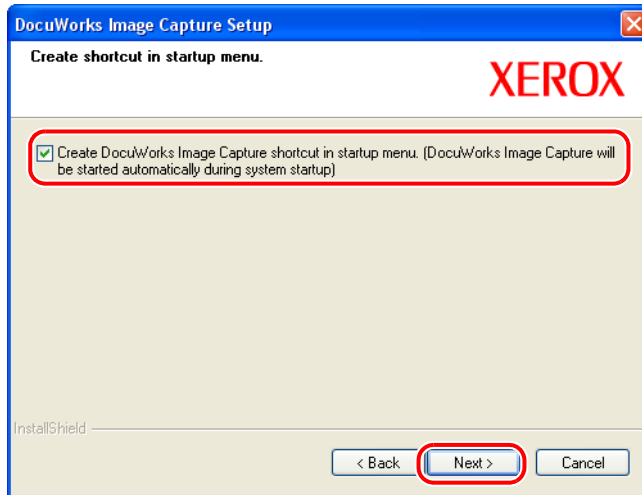 DocuWorks Image Capture Setup
Create shortcut in startup menu.
XEROX
Create DocuWorks Image Capture shortcut in startup menu. (DocuWorks Image Capture will
be started automatically during system startup)
InstallShield
< Back
Next >
Cancel